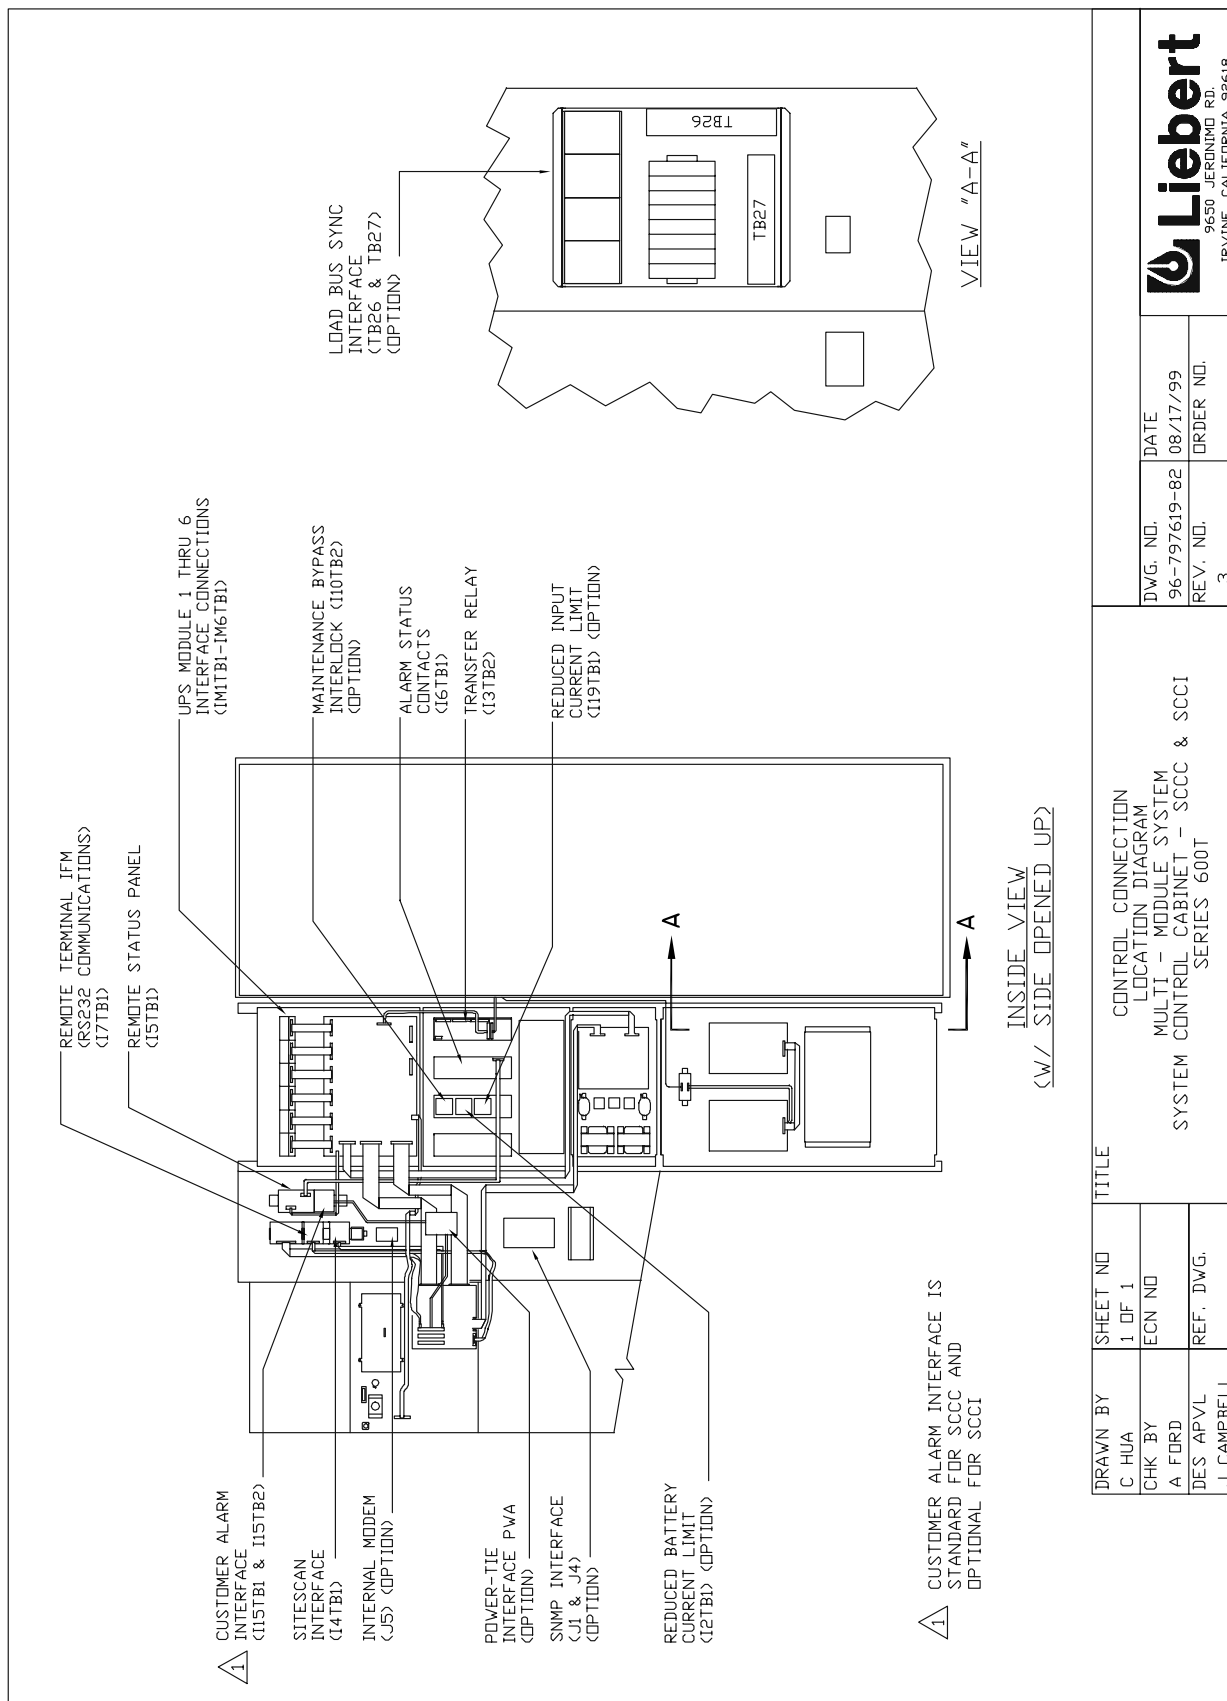 REMOTE TERMINAL IFM
(RS232 COMMUNICATIONS)
(I7TB1)
REMOTE STATUS PANEL
(I5TB1)
UPS MODULE 1 THRU 6
INTERFACE CONNECTIONS
(IM1TB1-IM6TB1)
MAINTENANCE BYPASS
INTERLOCK (I10TB2)
(OPTION)
ALARM STATUS
CONTACTS
(I6TB1)
TRANSFER RELAY
(I3TB2)
REDUCED INPUT
CURRENT LIMIT
(I19TB1) (OPTION)
LOAD BUS SYNC
INTERFACE
(TB26 & TB27)
(OPTION)
TB26
TB27
VIEW "A-A"
1
CUSTOMER ALARM
INTERFACE
(I15TB1 & I15TB2)
SITESCAN
INTERFACE
(I4TB1)
INTERNAL MODEM
(J5) (OPTION)
POWER-TIE
INTERFACE PWA
(OPTION)
SNMP INTERFACE
(J1 & J4)
(OPTION)
REDUCED BATTERY
CURRENT LIMIT
(I2TB1) (OPTION)
A
A
INSIDE VIEW
(W/ SIDE OPENED UP)
1
CUSTOMER ALARM INTERFACE IS
STANDARD FOR SCCC AND
OPTIONAL FOR SCCI
DRAWN BY
C HUA
CHK BY
A FORD
DES APVL
J CAMPBELL
SHEET NO
1 OF 1
ECN NO
REF. DWG.
TITLE
CONTROL CONNECTION
LOCATION DIAGRAM
MULTI - MODULE SYSTEM
SYSTEM CONTROL CABINET - SCCC & SCCI
SERIES 600T
DWG. NO.
96-797619-82
REV. NO.
3
DATE
08/17/99
ORDER NO.
Liebert
9650 JERONIMO RD.
IRVINE, CALIFORNIA 92618